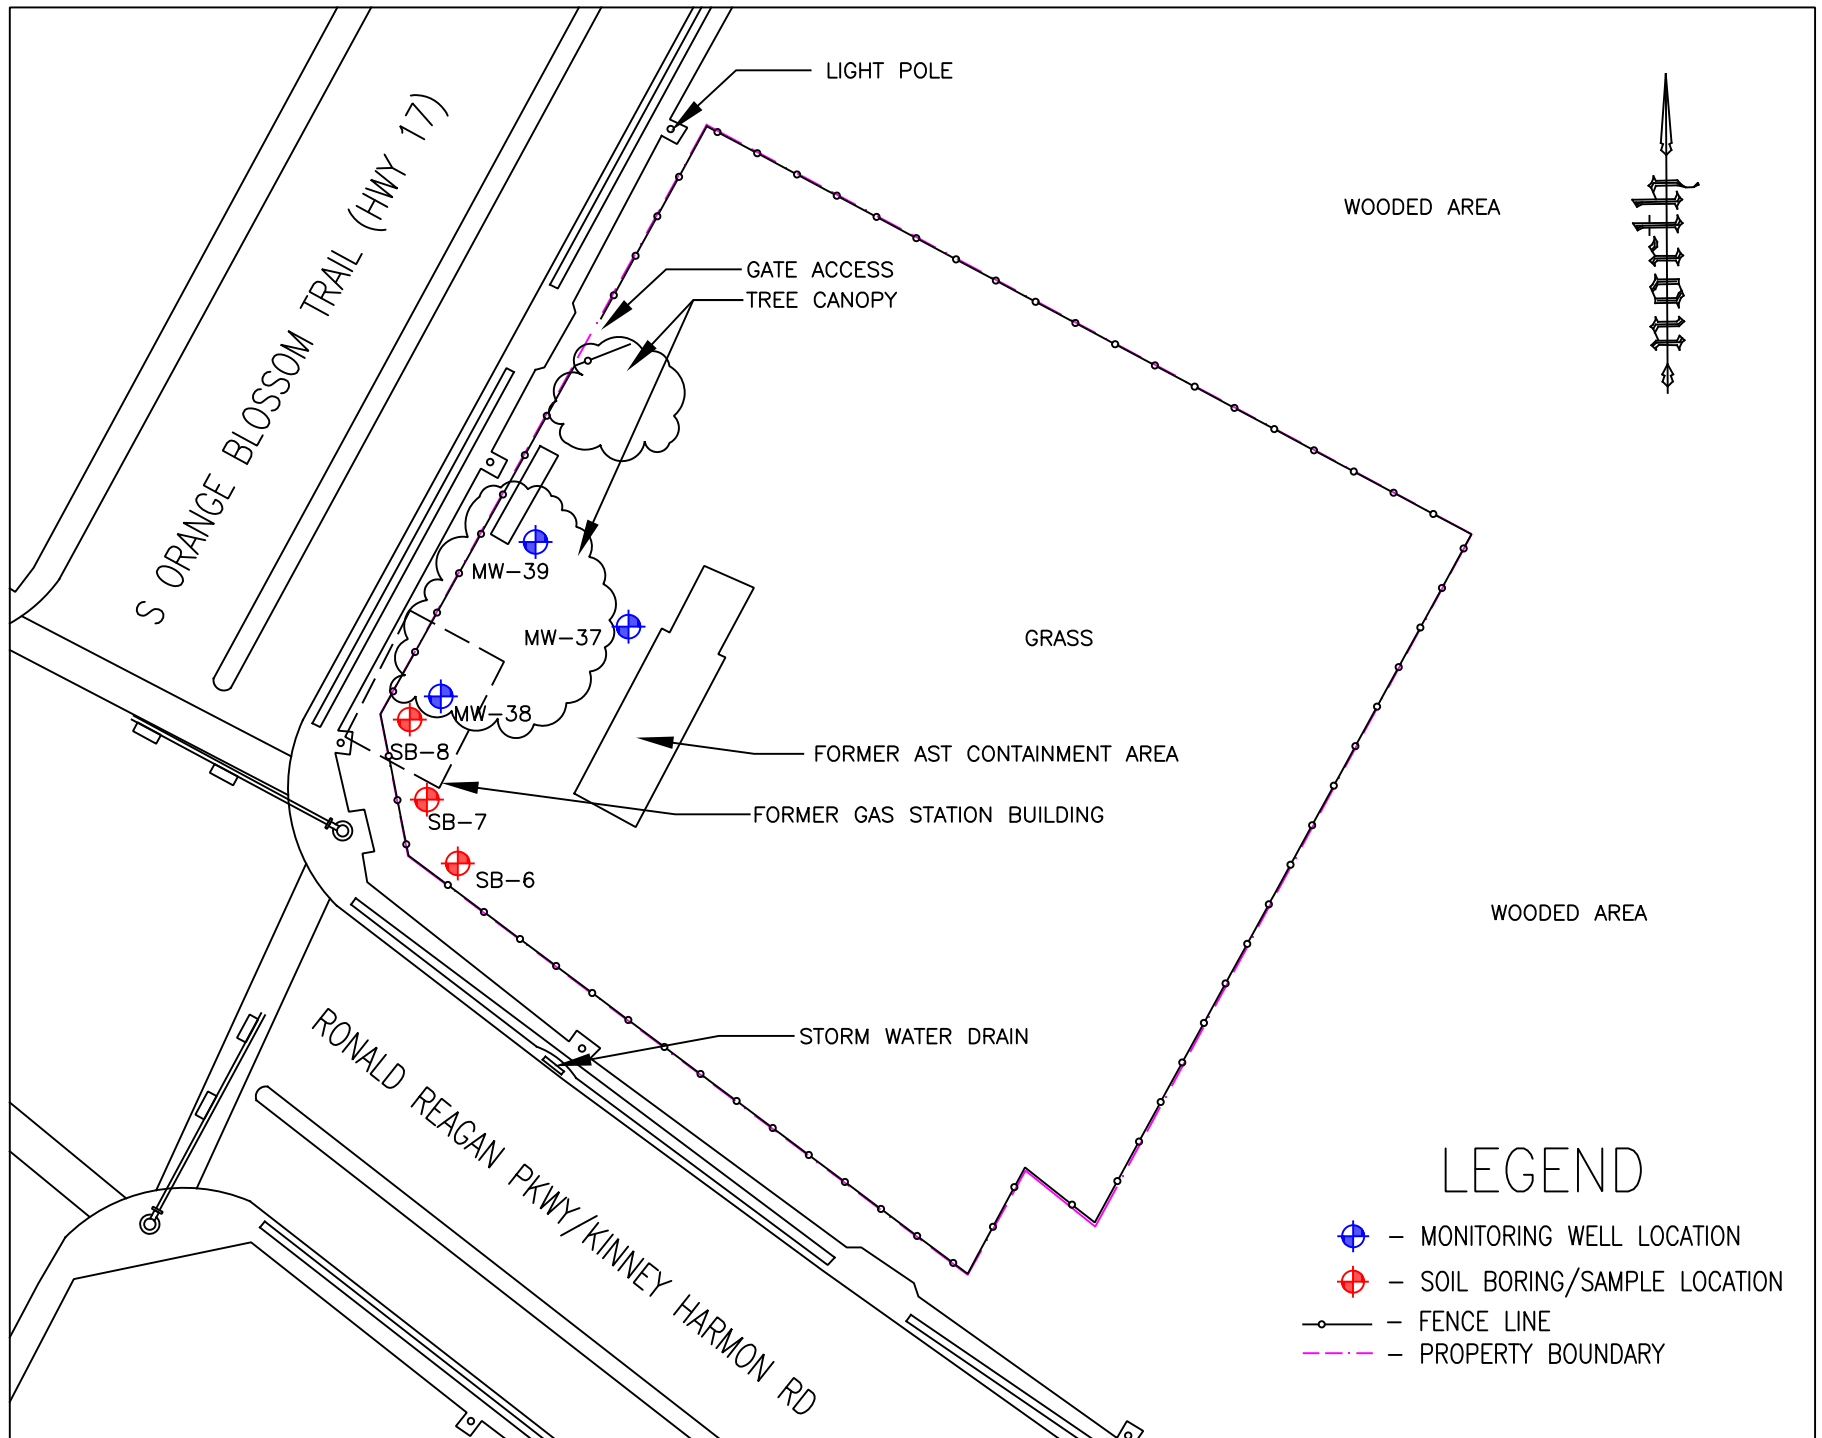 LIGHT POLE
S ORANGE BLOSSOM TRAIL (HWY 17)
WOODED AREA
GATE ACCESS
TREE CANOPY
MW-39
MW-37
GRASS
MW-38
SB-8
FORMER AST CONTAINMENT AREA
FORMER GAS STATION BUILDING
SB-7
SB-6
WOODED AREA
STORM WATER DRAIN
RONALD REAGAN PKWY/KINNEY HARMON RD
LEGEND
- MONITORING WELL LOCATION
- SOIL BORING/SAMPLE LOCATION
- FENCE LINE
- PROPERTY BOUNDARY